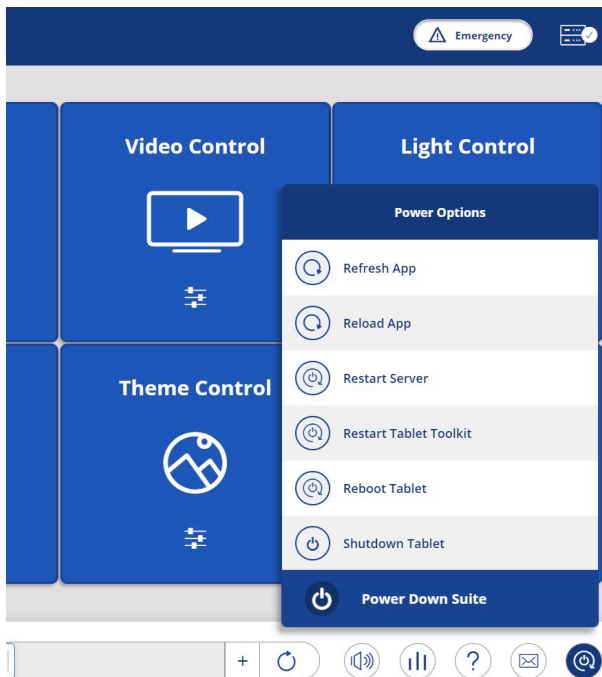 Emergency
Video Control
Light Control
Power Options
Refresh App
Reload App
Restart Server
Theme Control
Restart Tablet Toolkit
Reboot Tablet
Shutdown Tablet
Power Down Suite
+
?